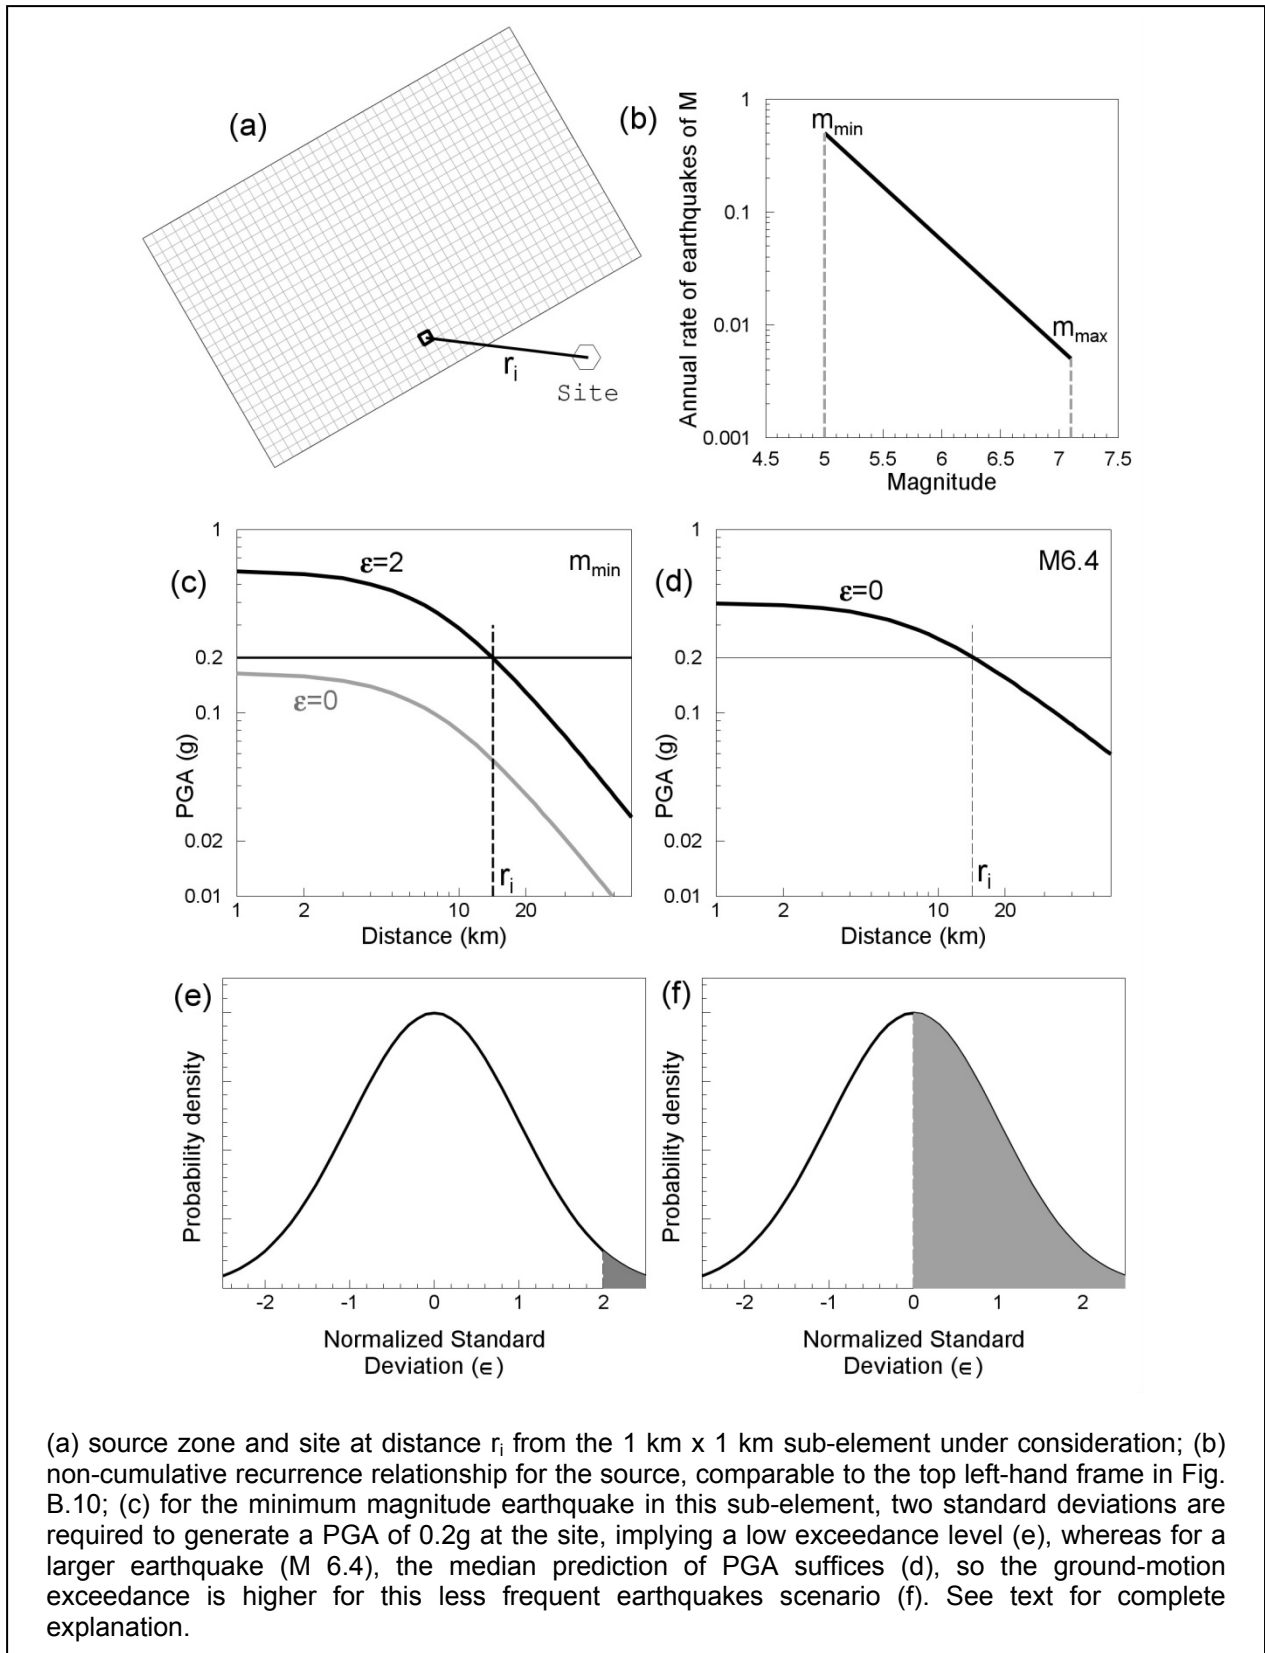 (a)
r_i
Site
(b)
Annual rate of earthquakes of M
1
0.1
0.01
0.001
m_min
m_max
4.5 5 5.5 6 6.5 7 7.5
Magnitude
(c)
PGA (g)
1
0.2
0.1
0.02
0.01
ε=2
m_min
ε=0
r_i
1 2 10 20
Distance (km)
(d)
PGA (g)
1
0.2
0.1
0.02
0.01
ε=0
M6.4
r_i
1 2 10 20
Distance (km)
(e)
Probability density
-2 -1 0 1 2
Normalized Standard
Deviation (∈)
(f)
Probability density
-2 -1 0 1 2
Normalized Standard
Deviation (∈)
(a) source zone and site at distance r_i from the 1 km x 1 km sub-element under consideration; (b)
non-cumulative recurrence relationship for the source, comparable to the top left-hand frame in Fig.
B.10; (c) for the minimum magnitude earthquake in this sub-element, two standard deviations are
required to generate a PGA of 0.2g at the site, implying a low exceedance level (e), whereas for a
larger earthquake (M 6.4), the median prediction of PGA suffices (d), so the ground-motion
exceedance is higher for this less frequent earthquakes scenario (f). See text for complete
explanation.